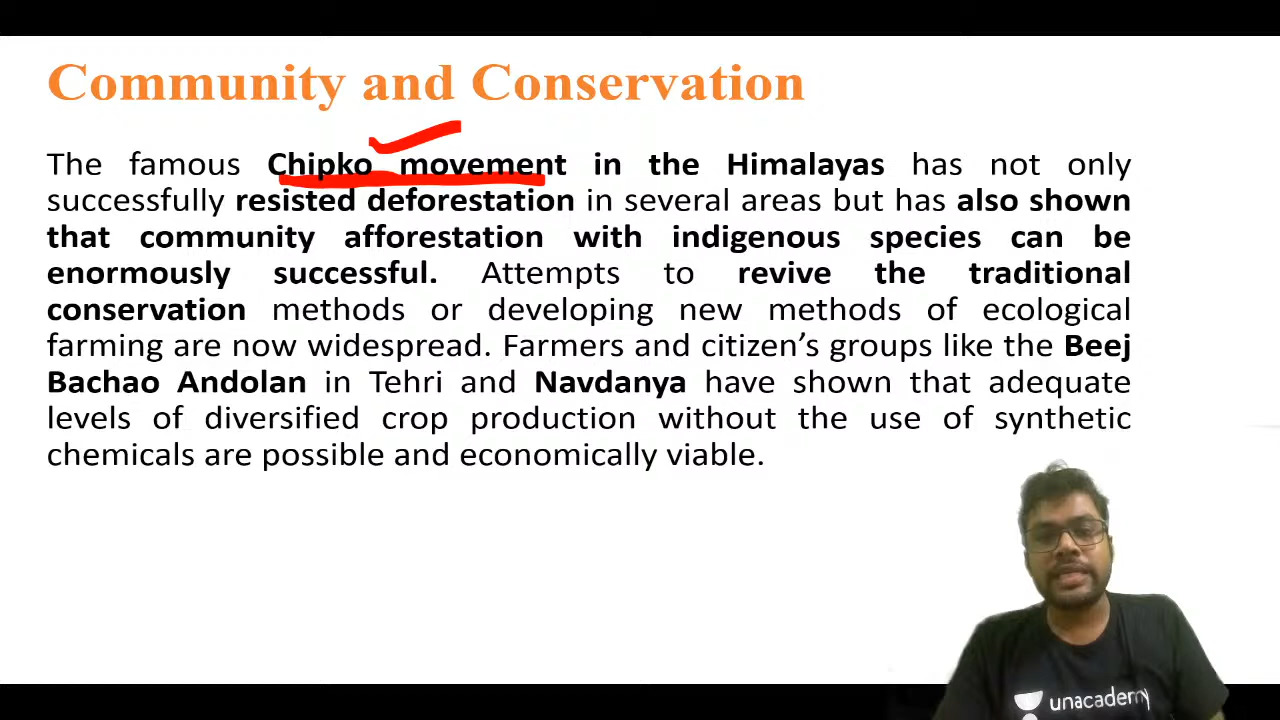 Community and Conservation
The famous Chipko movement in the Himalayas has not only
successfully resisted deforestation in several areas but has also shown
that community afforestation with indigenous species can be
enormously successful. Attempts to revive the traditional
conservation methods or developing new methods of ecological
farming are now widespread. Farmers and citizen’s groups like the Beej
Bachao Andolan in Tehri and Navdanya have shown that adequate
levels of diversified crop production without the use of synthetic
chemicals are possible and economically viable.
unacademy